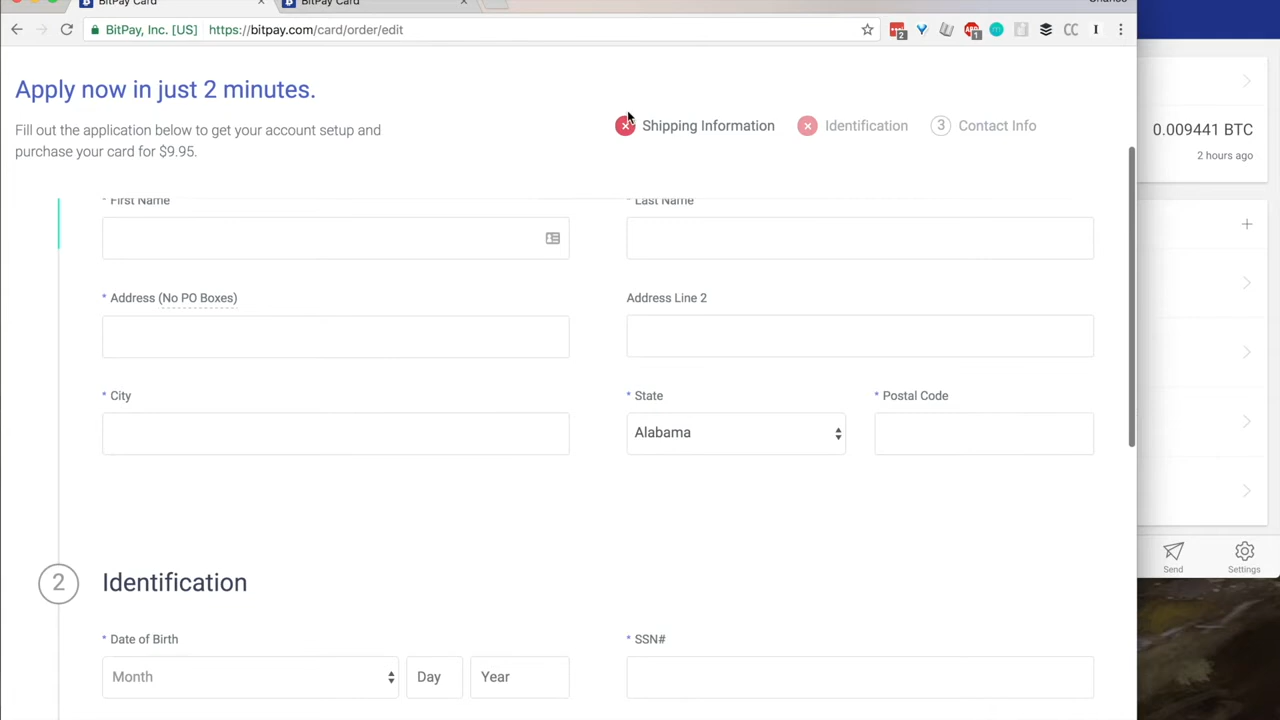 BitPay Card
BitPay Card
BitPay, Inc. [US]
https://bitpay.com/card/order/edit
2
1
CC
Apply now in just 2 minutes.
Fill out the application below to get your account setup and
purchase your card for $9.95.
Shipping Information
Identification
3
Contact Info
* First Name
* Last Name
* Address (No PO Boxes)
Address Line 2
* City
* State
* Postal Code
Alabama
2
Identification
* Date of Birth
* SSN#
Month
Day
Year
0.009441 BTC
2 hours ago
Send
Settings